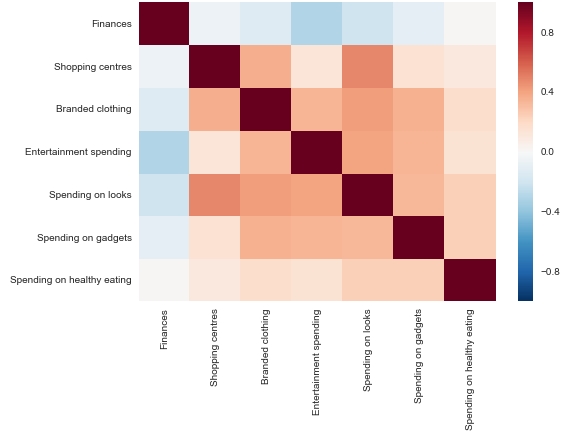 Finances
Shopping centres
Branded clothing
Entertainment spending
Spending on looks
Spending on gadgets
Spending on healthy eating
0.8
0.4
0.0
−0.4
−0.8
Finances
Shopping centres
Branded clothing
Entertainment spending
Spending on looks
Spending on gadgets
Spending on healthy eating